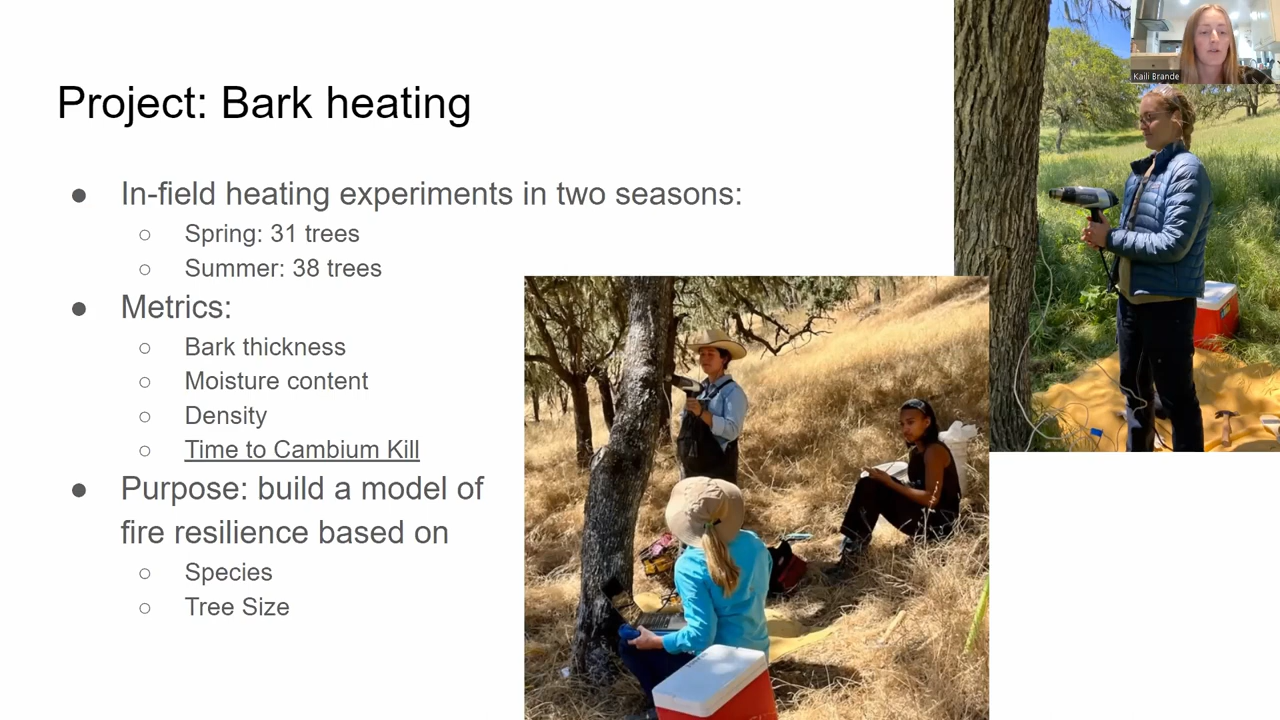 Kaili Brande
Project: Bark heating
● In-field heating experiments in two seasons:
○ Spring: 31 trees
○ Summer: 38 trees
● Metrics:
○ Bark thickness
○ Moisture content
○ Density
○ Time to Cambium Kill
● Purpose: build a model of
fire resilience based on
○ Species
○ Tree Size